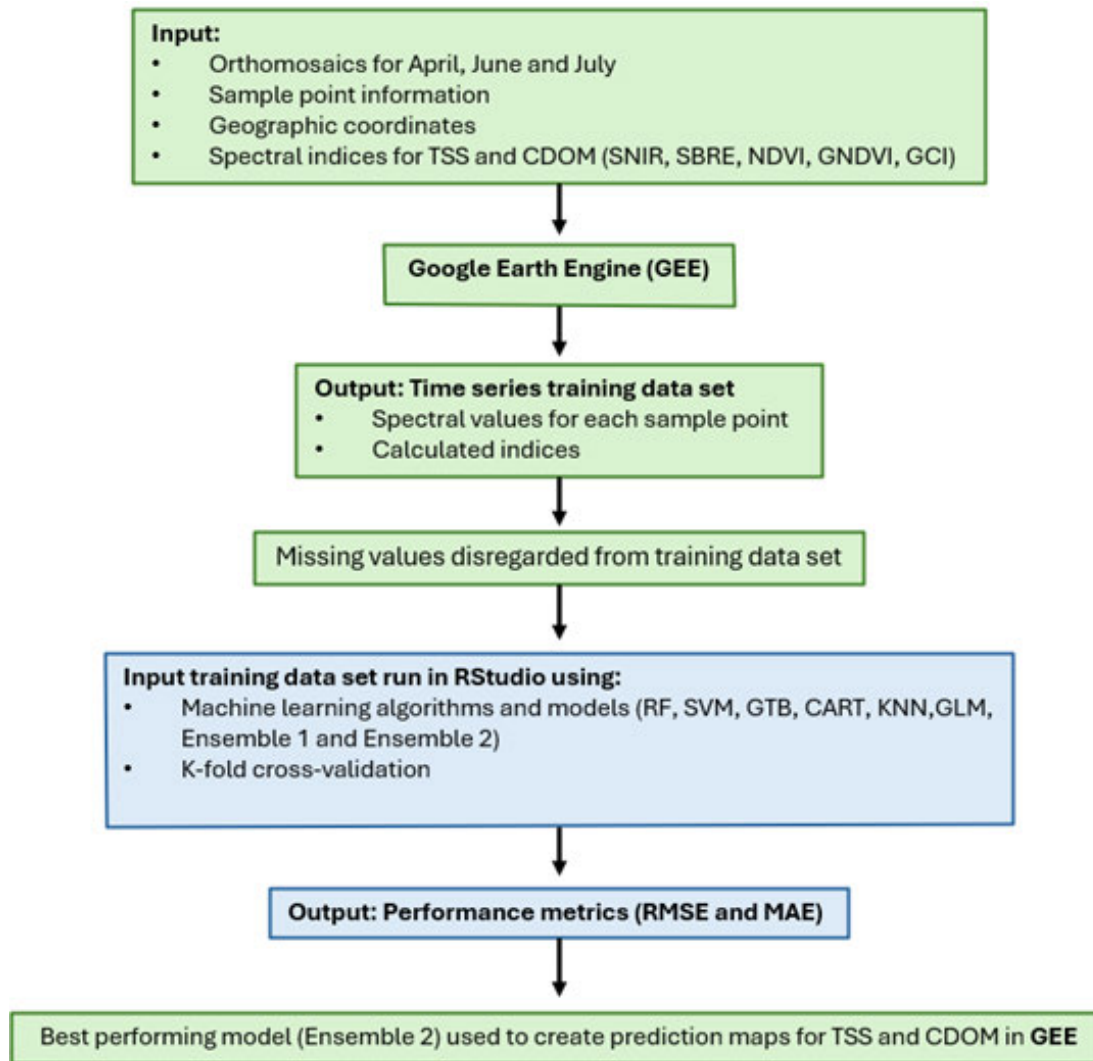 Input:
• Orthomosaics for April, June and July
• Sample point information
• Geographic coordinates
• Spectral indices for TSS and CDOM (SNIR, SBRE, NDVI, GNDVI, GCI)
Google Earth Engine (GEE)
Output: Time series training data set
• Spectral values for each sample point
• Calculated indices
Missing values disregarded from training data set
Input training data set run in RStudio using:
• Machine learning algorithms and models (RF, SVM, GTB, CART, KNN,GLM,
Ensemble 1 and Ensemble 2)
• K-fold cross-validation
Output: Performance metrics (RMSE and MAE)
Best performing model (Ensemble 2) used to create prediction maps for TSS and CDOM in GEE